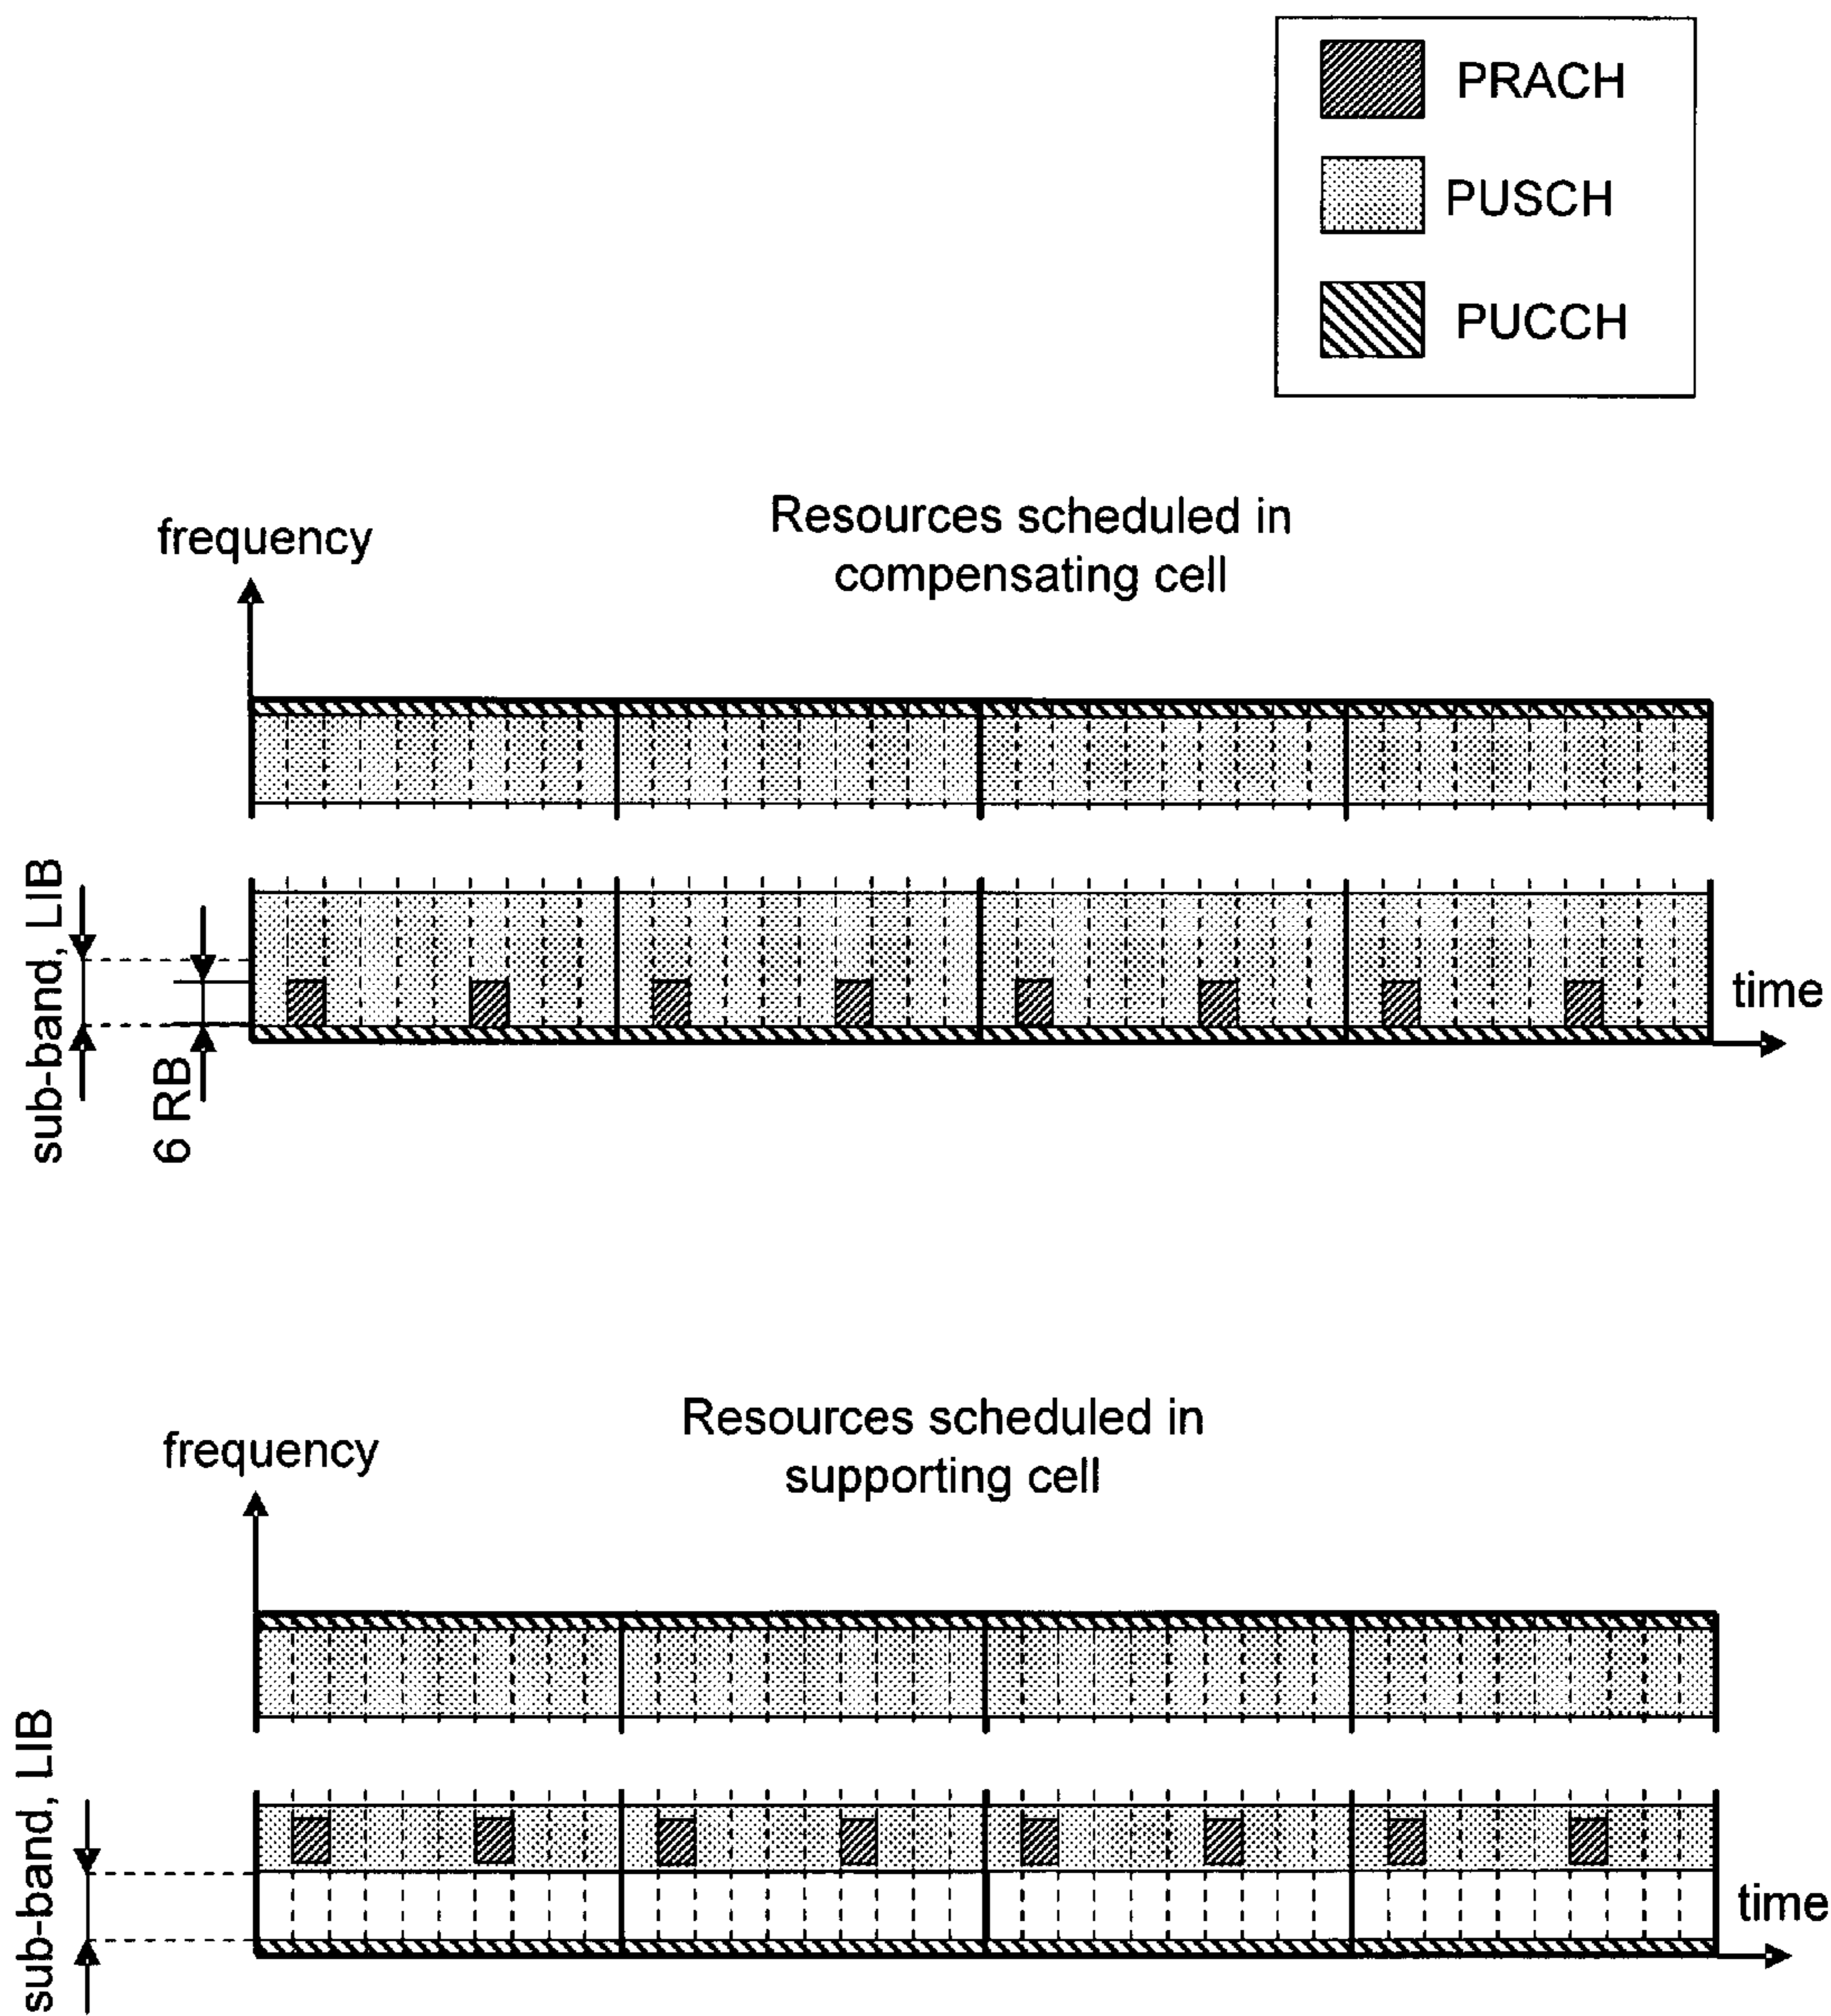 PRACH
PUSCH
PUCCH
Resources scheduled in
compensating cell
frequency
sub-band, LIB
6 RB
time
Resources scheduled in
supporting cell
frequency
sub-band, LIB
time